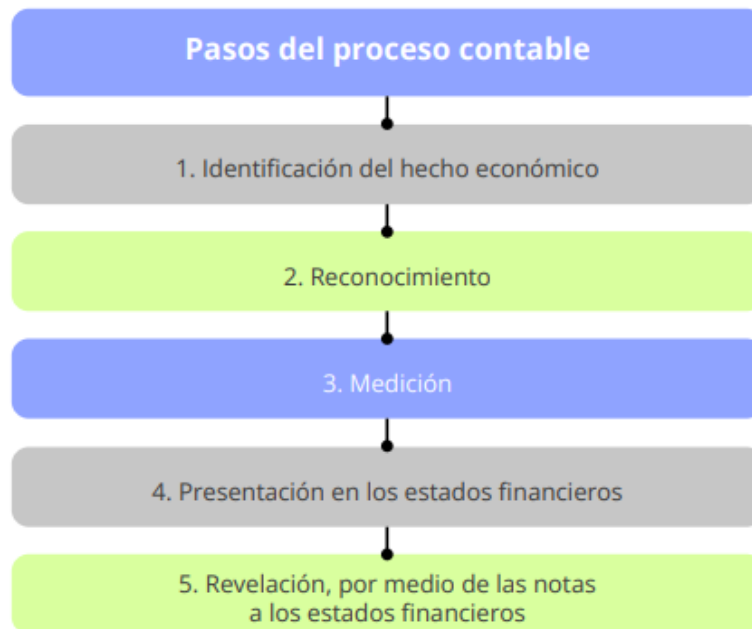 Pasos del proceso contable
1. Identificación del hecho económico
2. Reconocimiento
3. Medición
4. Presentación en los estados financieros
5. Revelación, por medio de las notas
a los estados financieros